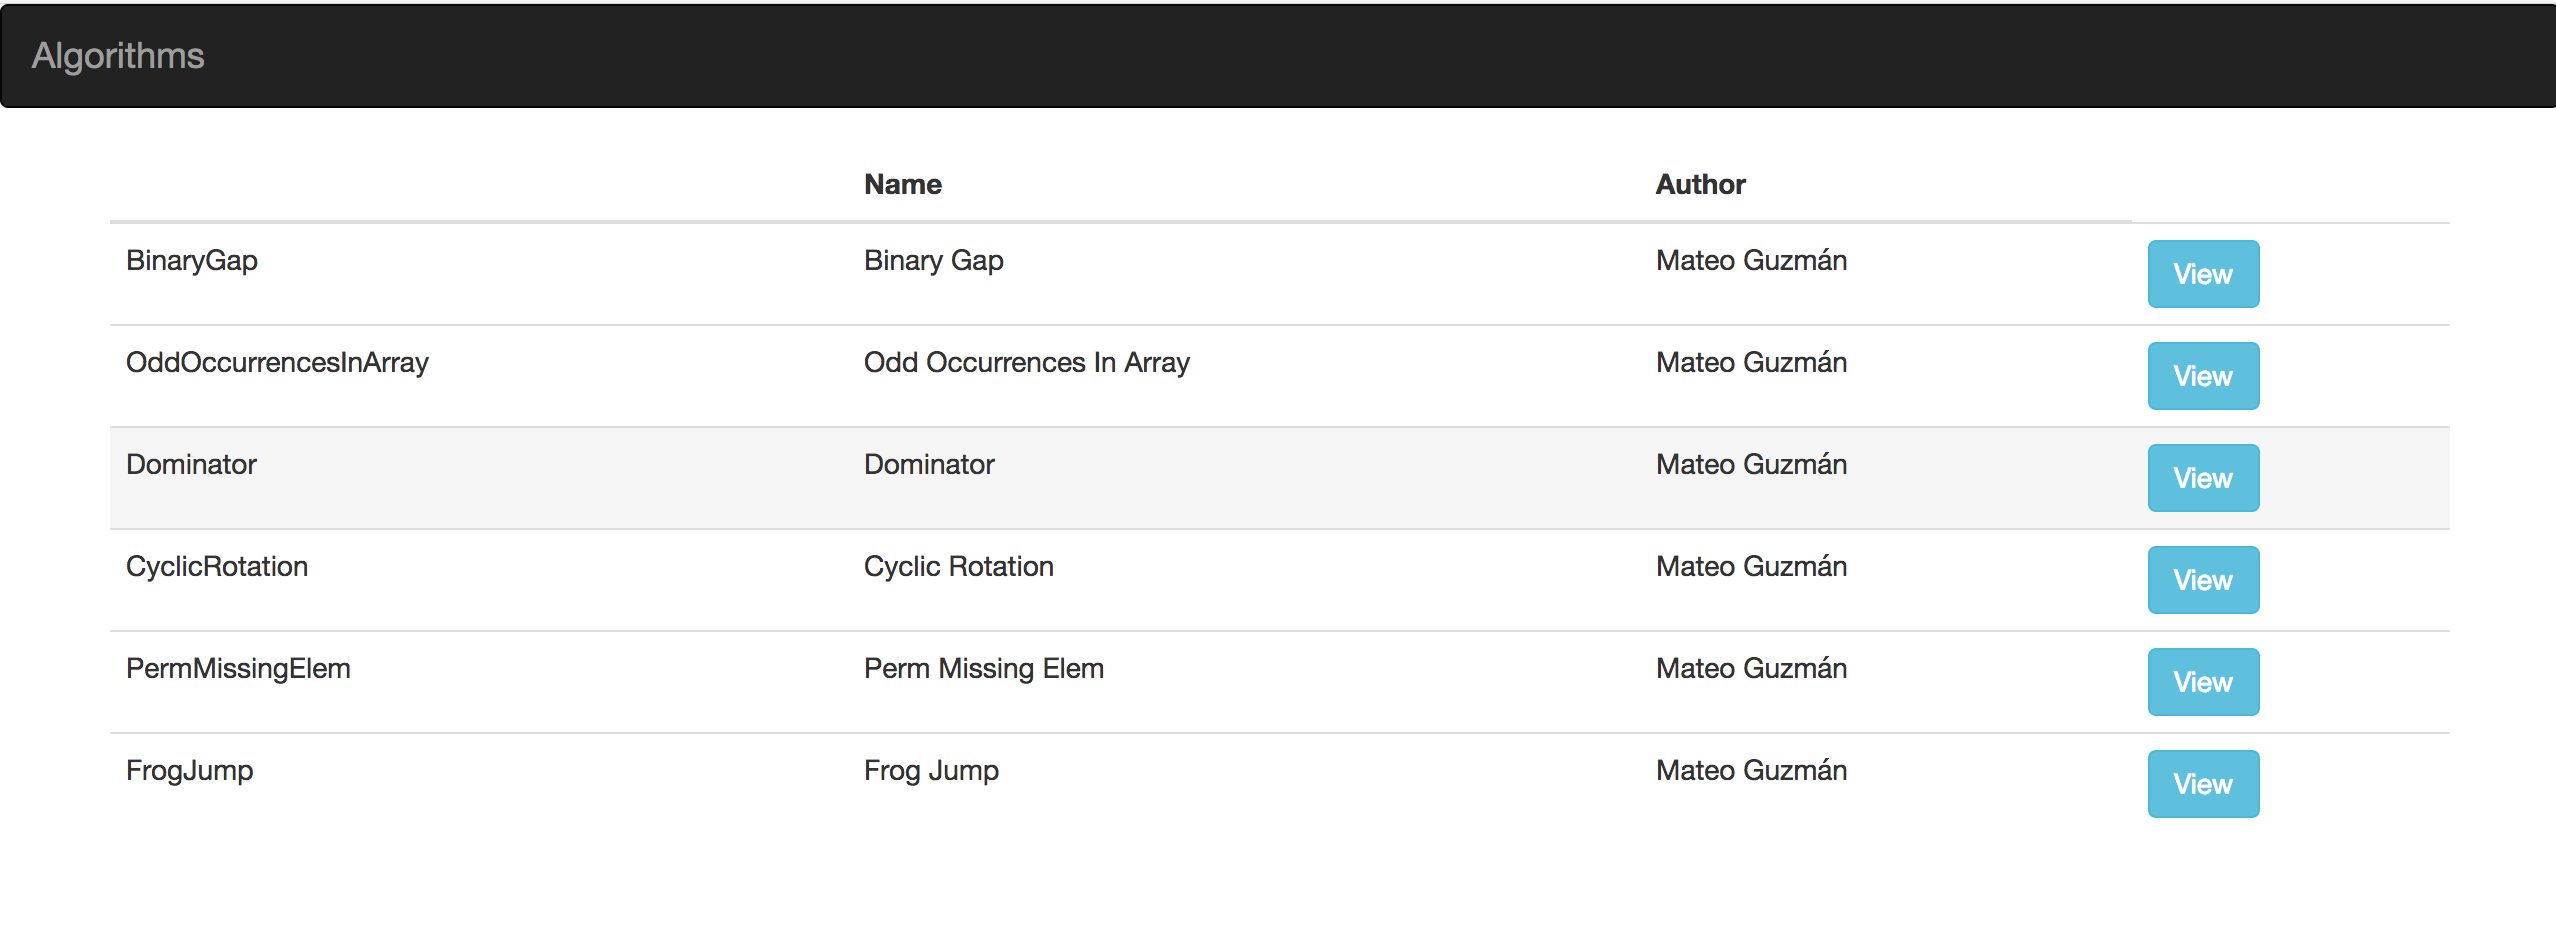 Algorithms
Name Author
BinaryGap Binary Gap Mateo Guzmán View
OddOccurrencesInArray Odd Occurrences In Array Mateo Guzmán View
Dominator Dominator Mateo Guzmán View
CyclicRotation Cyclic Rotation Mateo Guzmán View
PermMissingElem Perm Missing Elem Mateo Guzmán View
FrogJump Frog Jump Mateo Guzmán View